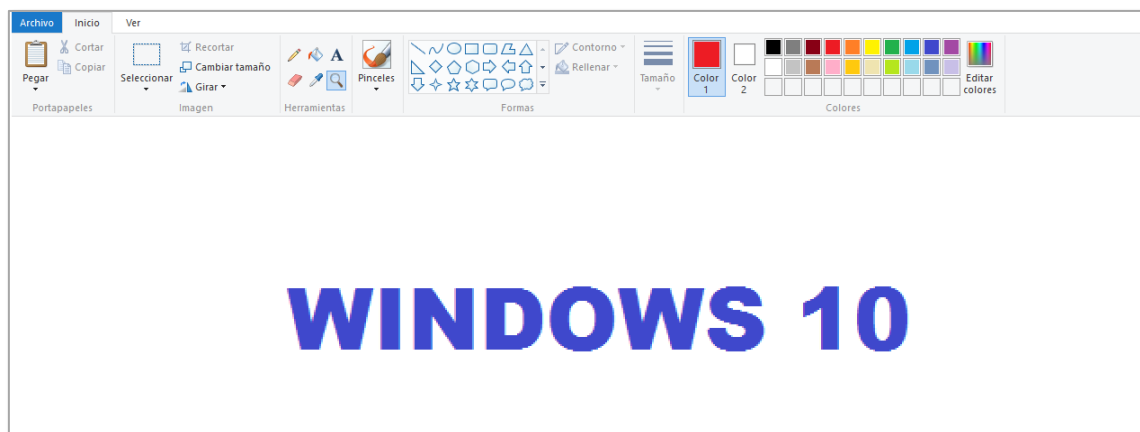 Archivo Inicio Ver
Pegar
Cortar
Copiar
Portapapeles
Seleccionar
Recortar
Cambiar tamaño
Girar
Imagen
A
Herramientas
Pinceles
Contorno
Rellenar
Formas
Tamaño
Color 1
Color 2
Editar colores
Colores
WINDOWS 10